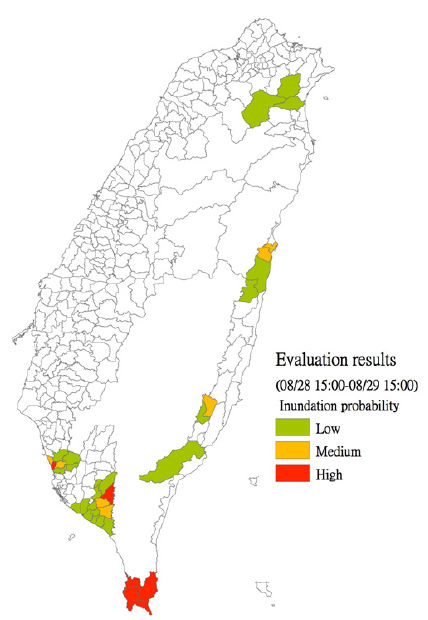 Evaluation results
(08/28 15:00-08/29 15:00)
Inundation probability
Low
Medium
High